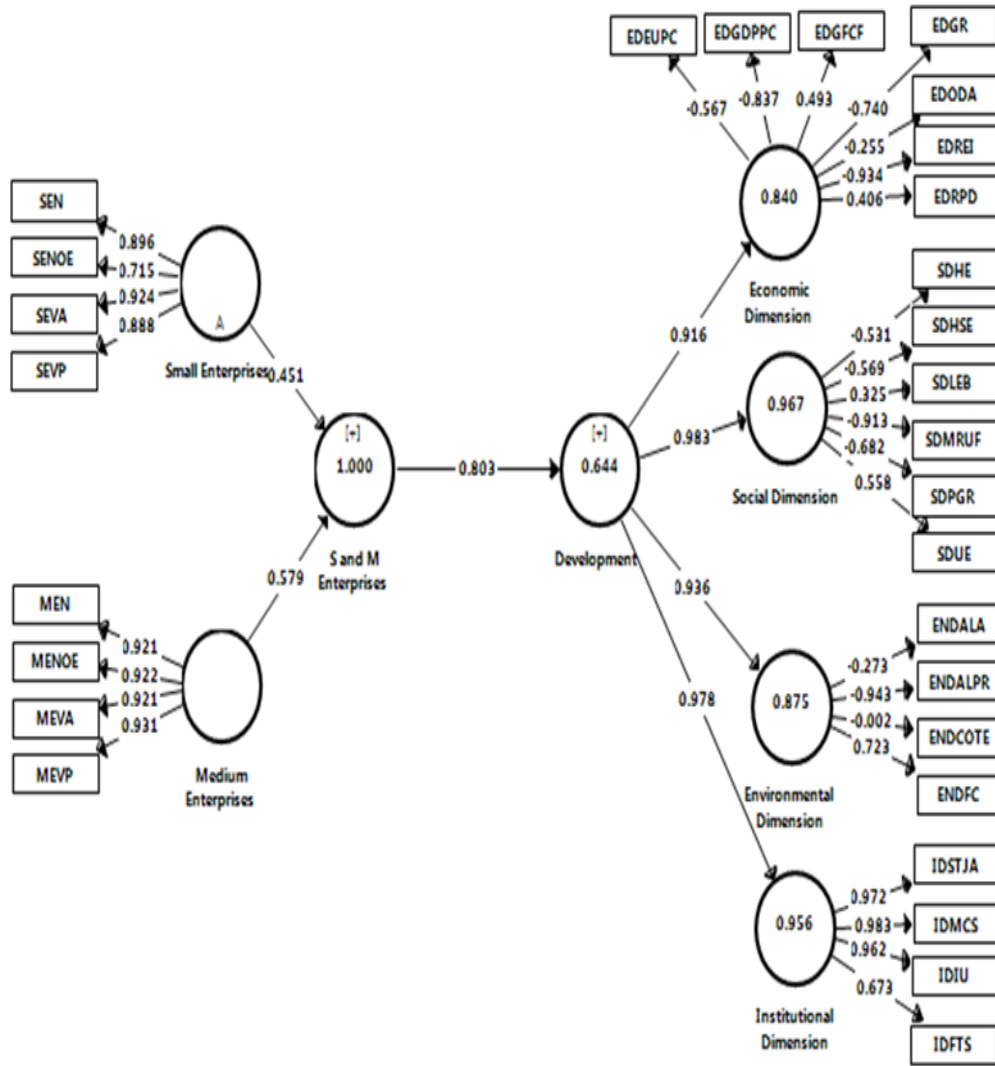 EDEUPC
EDGDPPC
EDGFCF
EDGR
EDODA
EDREI
EDRPD
-0.567
-0.837
0.493
-0.740
-0.255
-0.934
0.406
0.840
Economic
Dimension
SEN
SENOE
SEVA
SEVP
0.896
0.715
0.924
0.888
A
Small Enterprises
0.451
MEN
MENOE
MEVA
MEVP
0.921
0.922
0.921
0.931
Medium
Enterprises
0.579
[+]
1.000
S and M
Enterprises
0.803
[+]
0.644
Development
0.916
0.983
0.936
0.978
SDHE
SDHSE
SDLEB
SDMRUF
SDPGR
SDUE
-0.531
-0.569
0.325
-0.913
-0.682
0.558
0.967
Social Dimension
ENDALA
ENDALPR
ENDCOTE
ENDFC
-0.273
-0.943
-0.002
0.723
0.875
Environmental
Dimension
IDSTJA
IDMCS
IDIU
IDFTS
0.972
0.983
0.962
0.673
0.956
Institutional
Dimension